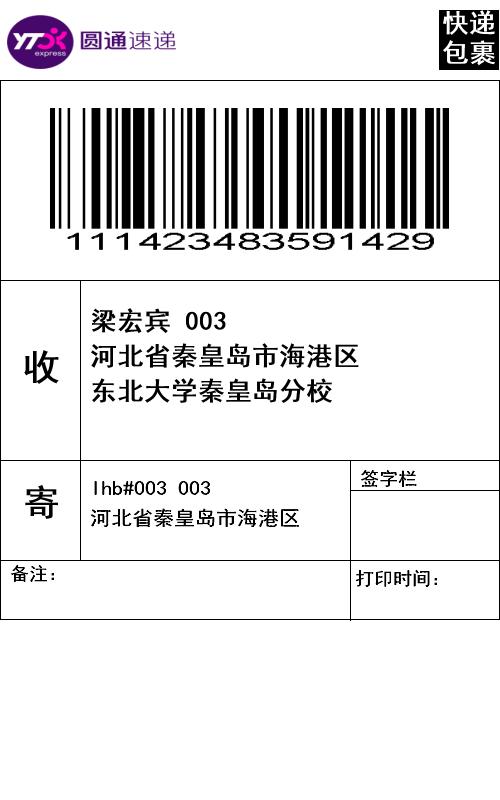 YTO express 圆通速递
快递
包裹
1114234835914​29
收
梁宏宾 003
河北省秦皇岛市海港区
东北大学秦皇岛分校
寄
lhb#003 003
河北省秦皇岛市海港区
签字栏
备注：
打印时间：